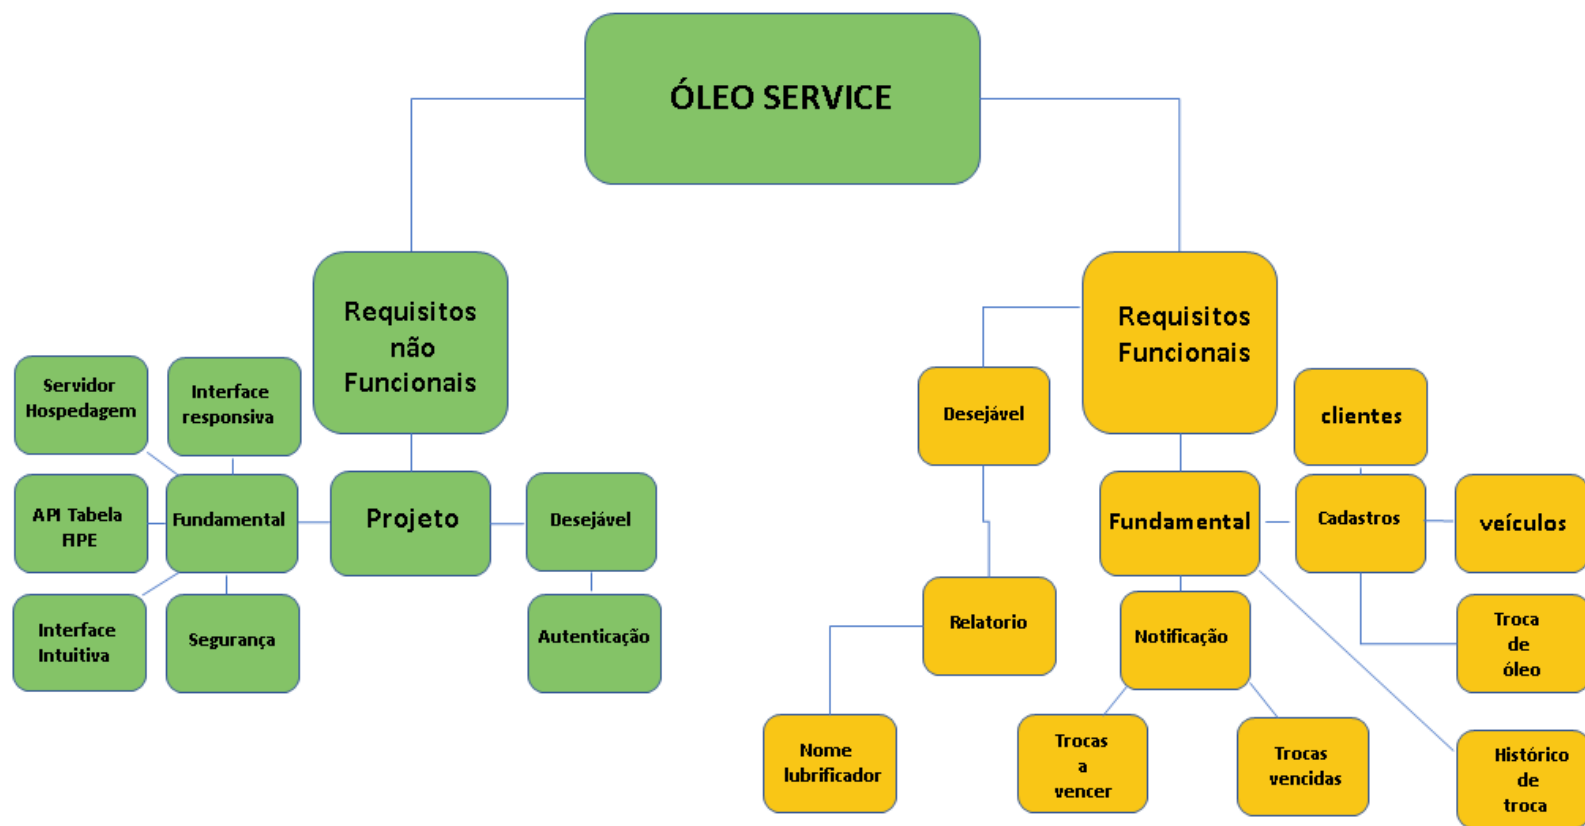 ÓLEO SERVICE
Requisitos
não
Funcionais
Requisitos
Funcionais
Servidor
Hospedagem
Interface
responsiva
API Tabela
FIPE
Fundamental
Projeto
Desejável
Interface
Intuitiva
Segurança
Autenticação
Desejável
clientes
Fundamental
Cadastros
veículos
Relatorio
Notificação
Troca
de
óleo
Nome
lubrificador
Trocas
a
vencer
Trocas
vencidas
Histórico
de
troca